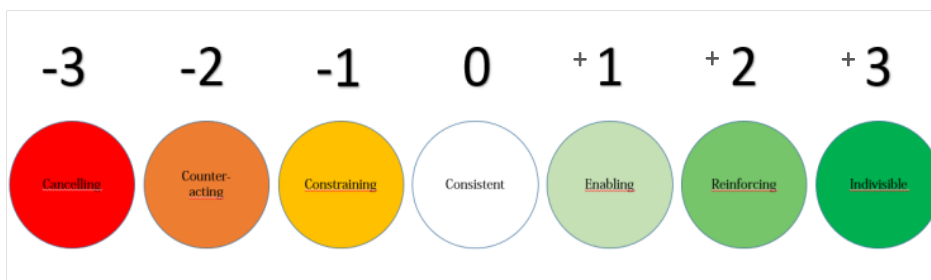 -3 -2 -1 0 +1 +2 +3
Cancelling Counter-
acting Constraining Consistent Enabling Reinforcing Indivisible